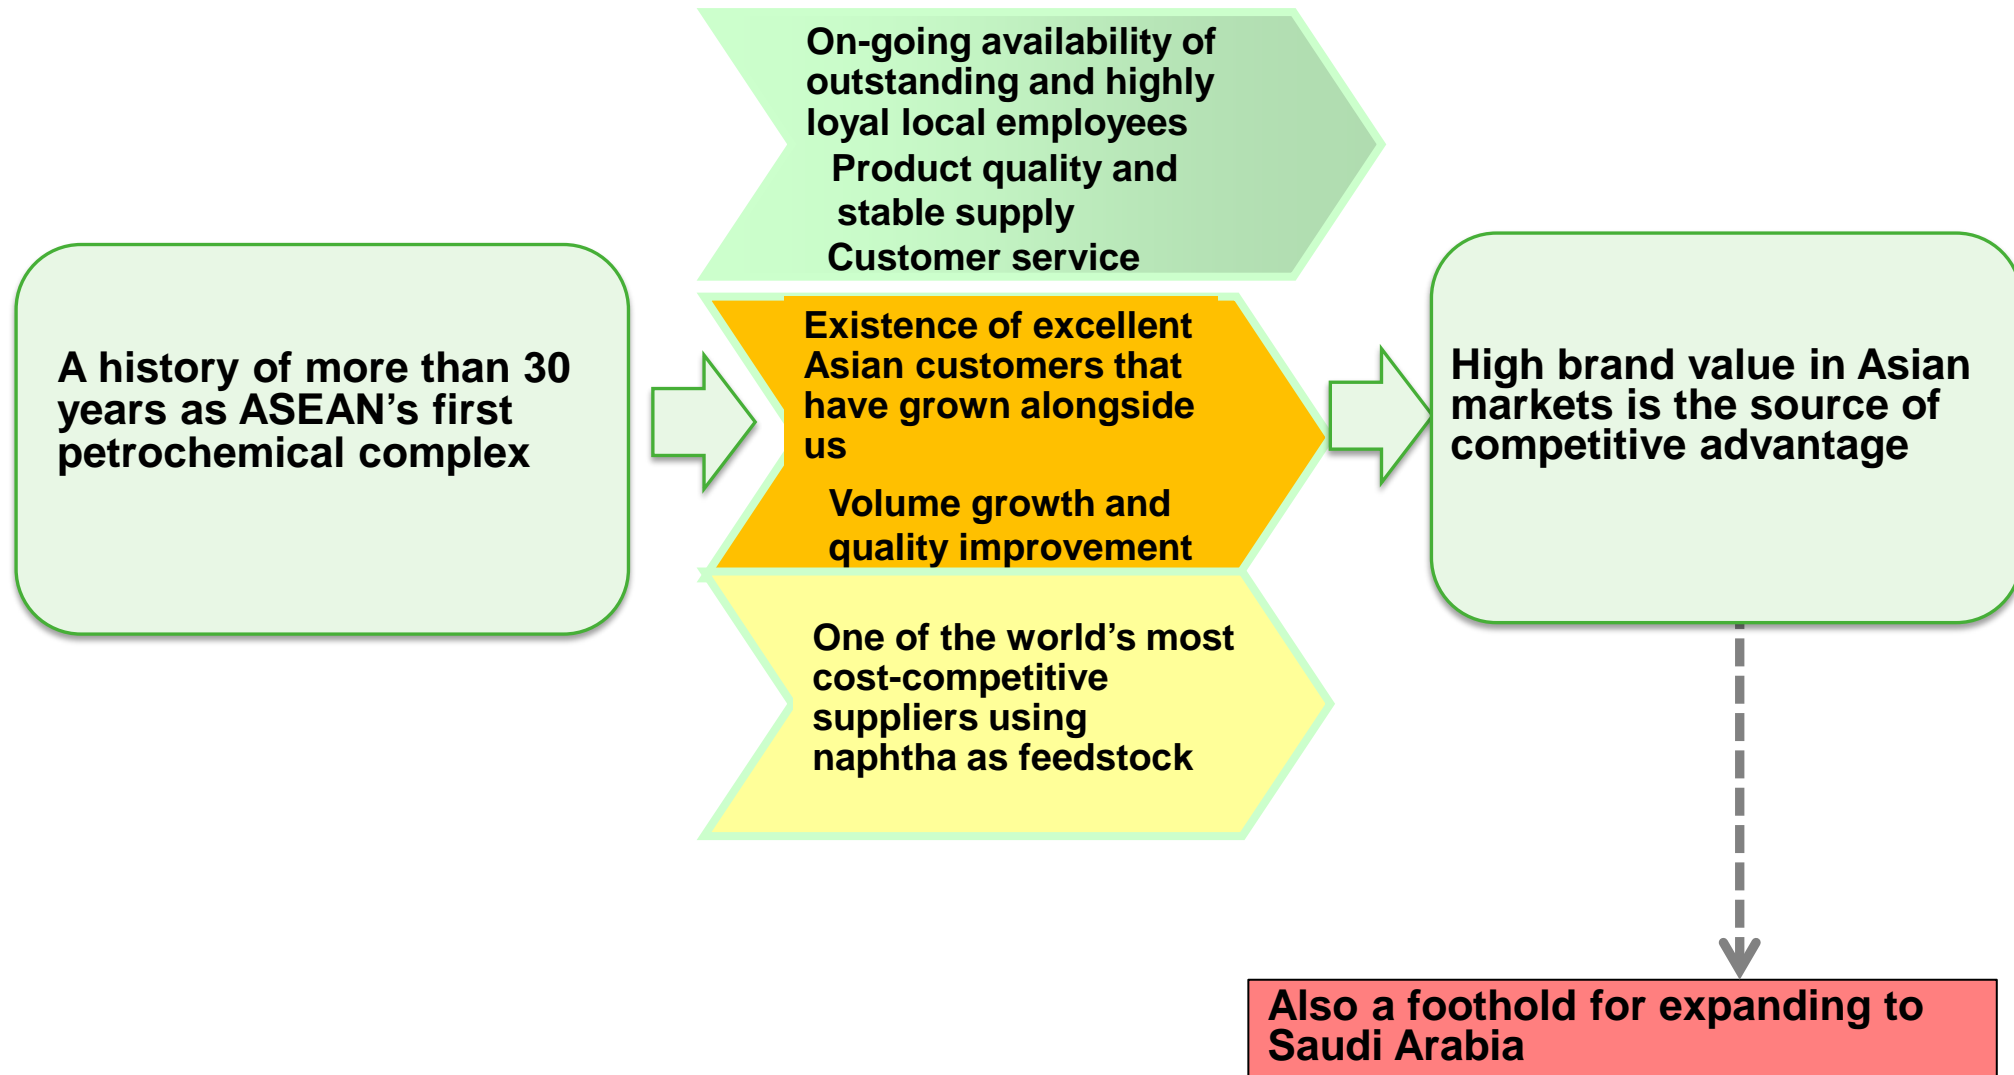 A history of more than 30
years as ASEAN’s first
petrochemical complex
On-going availability of
outstanding and highly
loyal local employees
Product quality and
stable supply
Customer service
Existence of excellent
Asian customers that
have grown alongside
us
Volume growth and
quality improvement
One of the world’s most
cost-competitive
suppliers using
naphtha as feedstock
High brand value in Asian
markets is the source of
competitive advantage
Also a foothold for expanding to
Saudi Arabia